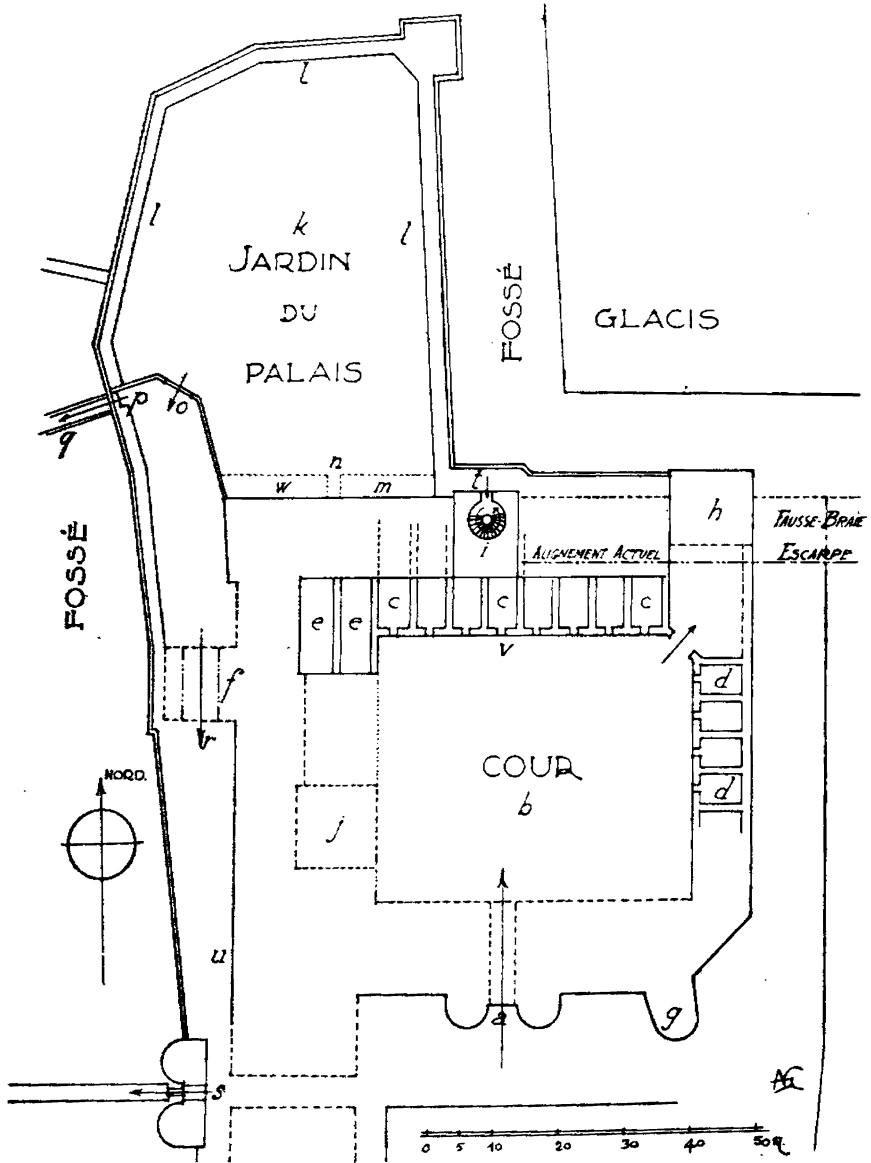 l
l
k
l
JARDIN
DU
PALAIS
FOSSÉ
GLACIS
p
o
q
n
w m
t
h
FAUSSE-BRAIE
i
ALIGNEMENT ACTUEL
ESCARPE
FOSSÉ
e e c c c
v
f
d
r
NORD.
COUR
b
d
j
u
a
g
s
AG
0 5 10 20 30 40 50 m.